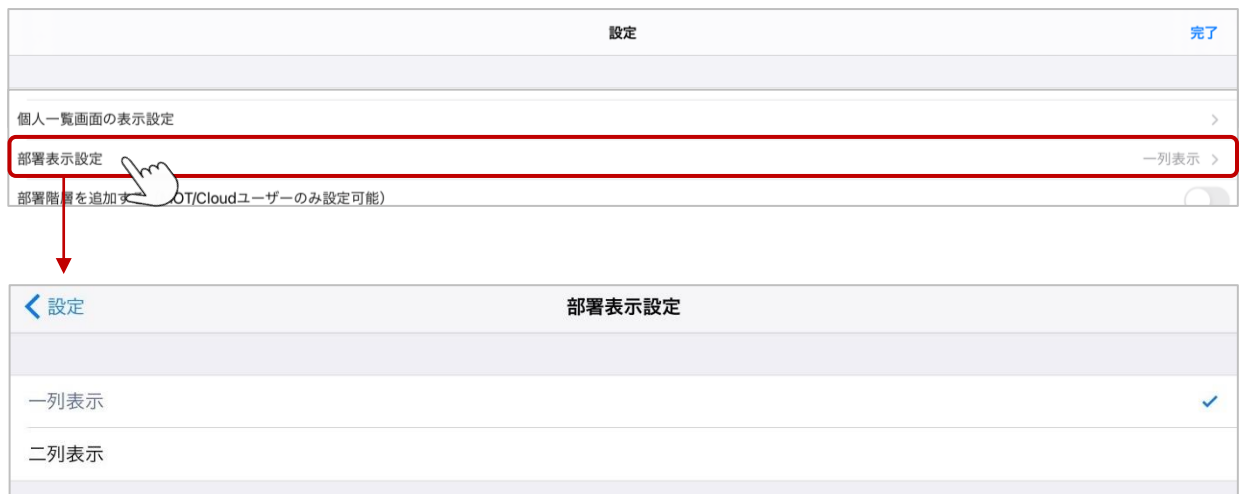 設定
完了
個人一覧画面の表示設定
部署表示設定
一列表示
部署階層を追加す OT/Cloudユーザーのみ設定可能）
設定
部署表示設定
一列表示
二列表示